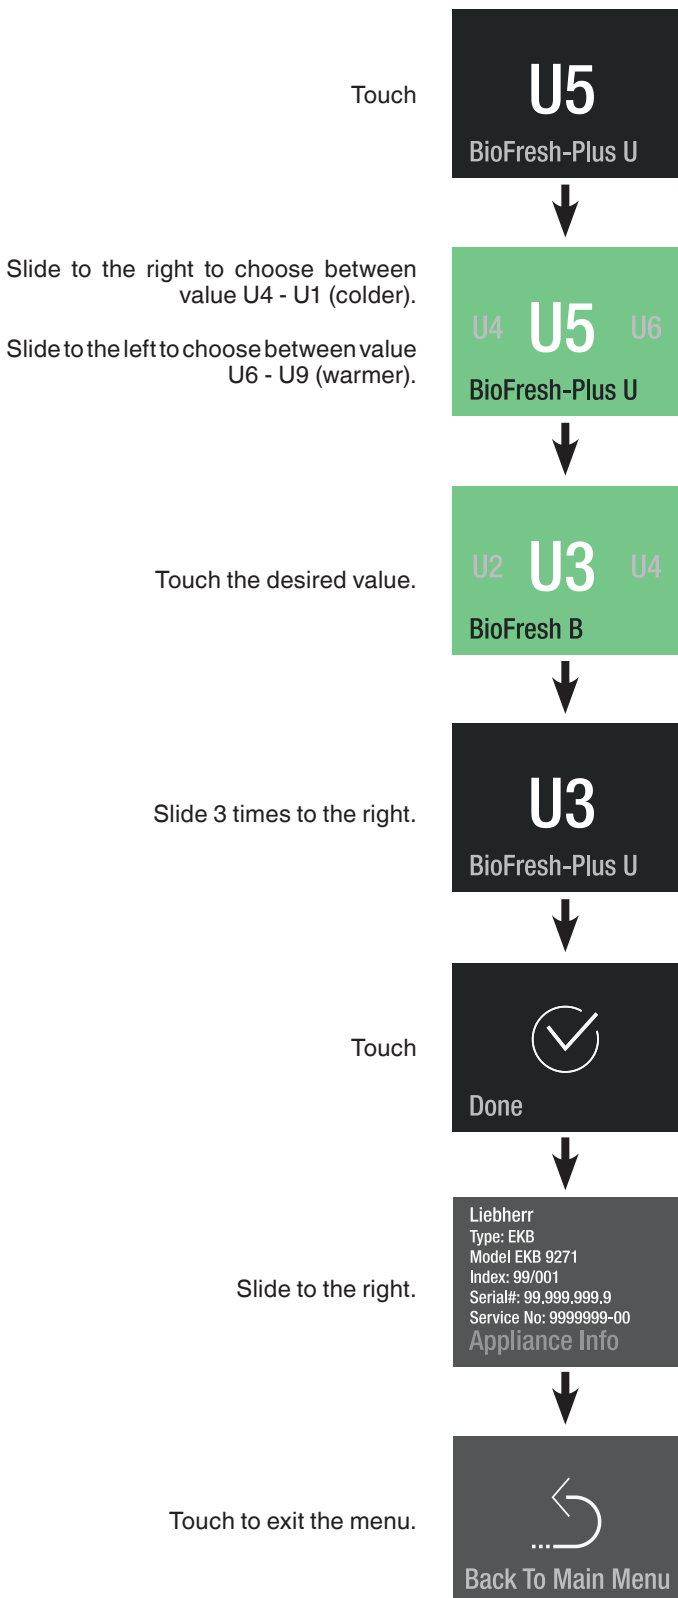 Touch
U5
BioFresh-Plus U
Slide to the right to choose between
value U4 - U1 (colder).
Slide to the left to choose between value
U6 - U9 (warmer).
U4 U5 U6
BioFresh-Plus U
Touch the desired value.
U2 U3 U4
BioFresh B
Slide 3 times to the right.
U3
BioFresh-Plus U
Touch
Done
Slide to the right.
Liebherr
Type: EKB
Model EKB 9271
Index: 99/001
Serial#: 99,999,999,9
Service No: 9999999-00
Appliance Info
Touch to exit the menu.
Back To Main Menu